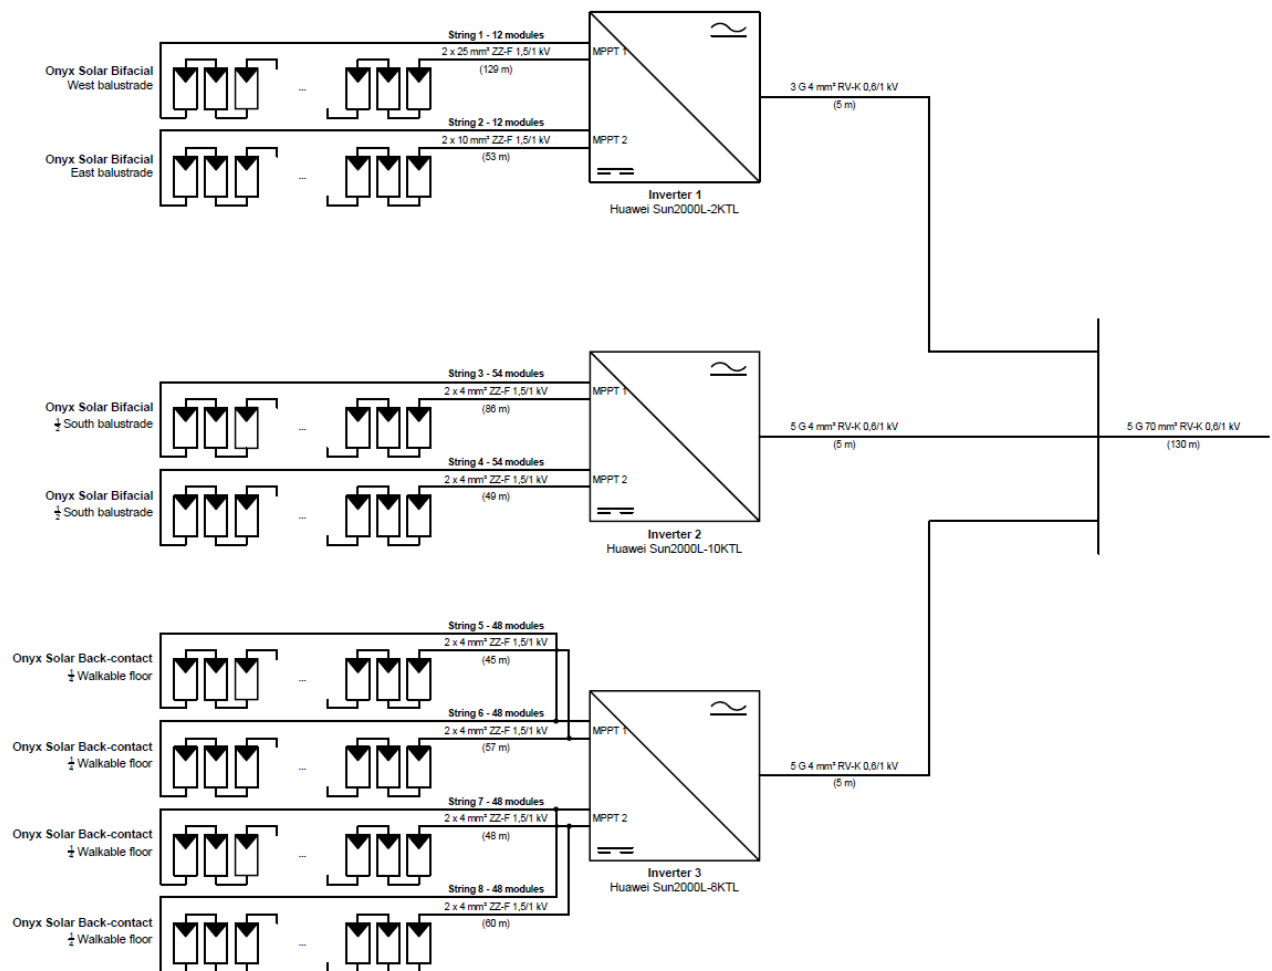 String 1 - 12 modules
2 x 25 mm² ZZ-F 1,5/1 kV
(129 m)
Onyx Solar Bifacial
West balustrade
...
MPPT 1
3 G 4 mm² RV-K 0,6/1 kV
(5 m)
String 2 - 12 modules
2 x 10 mm² ZZ-F 1,5/1 kV
(53 m)
Onyx Solar Bifacial
East balustrade
...
MPPT 2
Inverter 1
Huawei Sun2000L-2KTL
String 3 - 54 modules
2 x 4 mm² ZZ-F 1,5/1 kV
(86 m)
Onyx Solar Bifacial
½ South balustrade
...
MPPT 1
5 G 4 mm² RV-K 0,6/1 kV
(5 m)
5 G 70 mm² RV-K 0,6/1 kV
(130 m)
String 4 - 54 modules
2 x 4 mm² ZZ-F 1,5/1 kV
(49 m)
Onyx Solar Bifacial
½ South balustrade
...
MPPT 2
Inverter 2
Huawei Sun2000L-10KTL
String 5 - 48 modules
2 x 4 mm² ZZ-F 1,5/1 kV
(45 m)
Onyx Solar Back-contact
Walkable floor
...
String 6 - 48 modules
2 x 4 mm² ZZ-F 1,5/1 kV
(57 m)
Onyx Solar Back-contact
¼ Walkable floor
...
MPPT 1
5 G 4 mm² RV-K 0,6/1 kV
(5 m)
String 7 - 48 modules
2 x 4 mm² ZZ-F 1,5/1 kV
(48 m)
Onyx Solar Back-contact
Walkable floor
...
MPPT 2
Inverter 3
Huawei Sun2000L-8KTL
String 8 - 48 modules
2 x 4 mm² ZZ-F 1,5/1 kV
(60 m)
Onyx Solar Back-contact
¼ Walkable floor
...